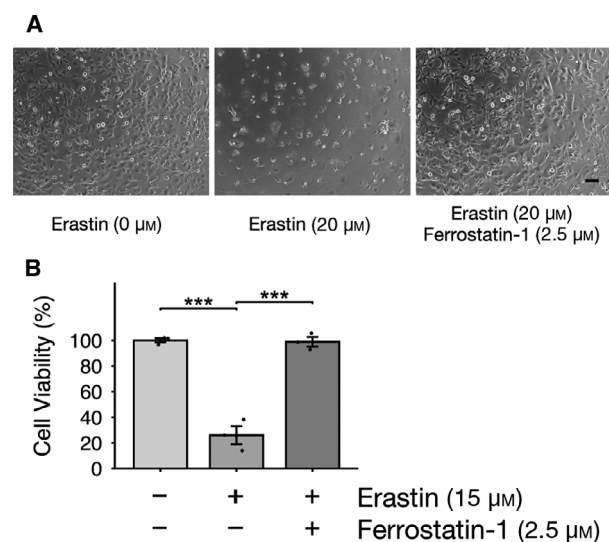 A
Erastin (0 μM)
Erastin (20 μM)
Erastin (20 μM)
Ferrostatin-1 (2.5 μM)
B
*** ***
Cell Viability (%)
100
80
60
40
20
0
− + + Erastin (15 μM)
− − + Ferrostatin-1 (2.5 μM)